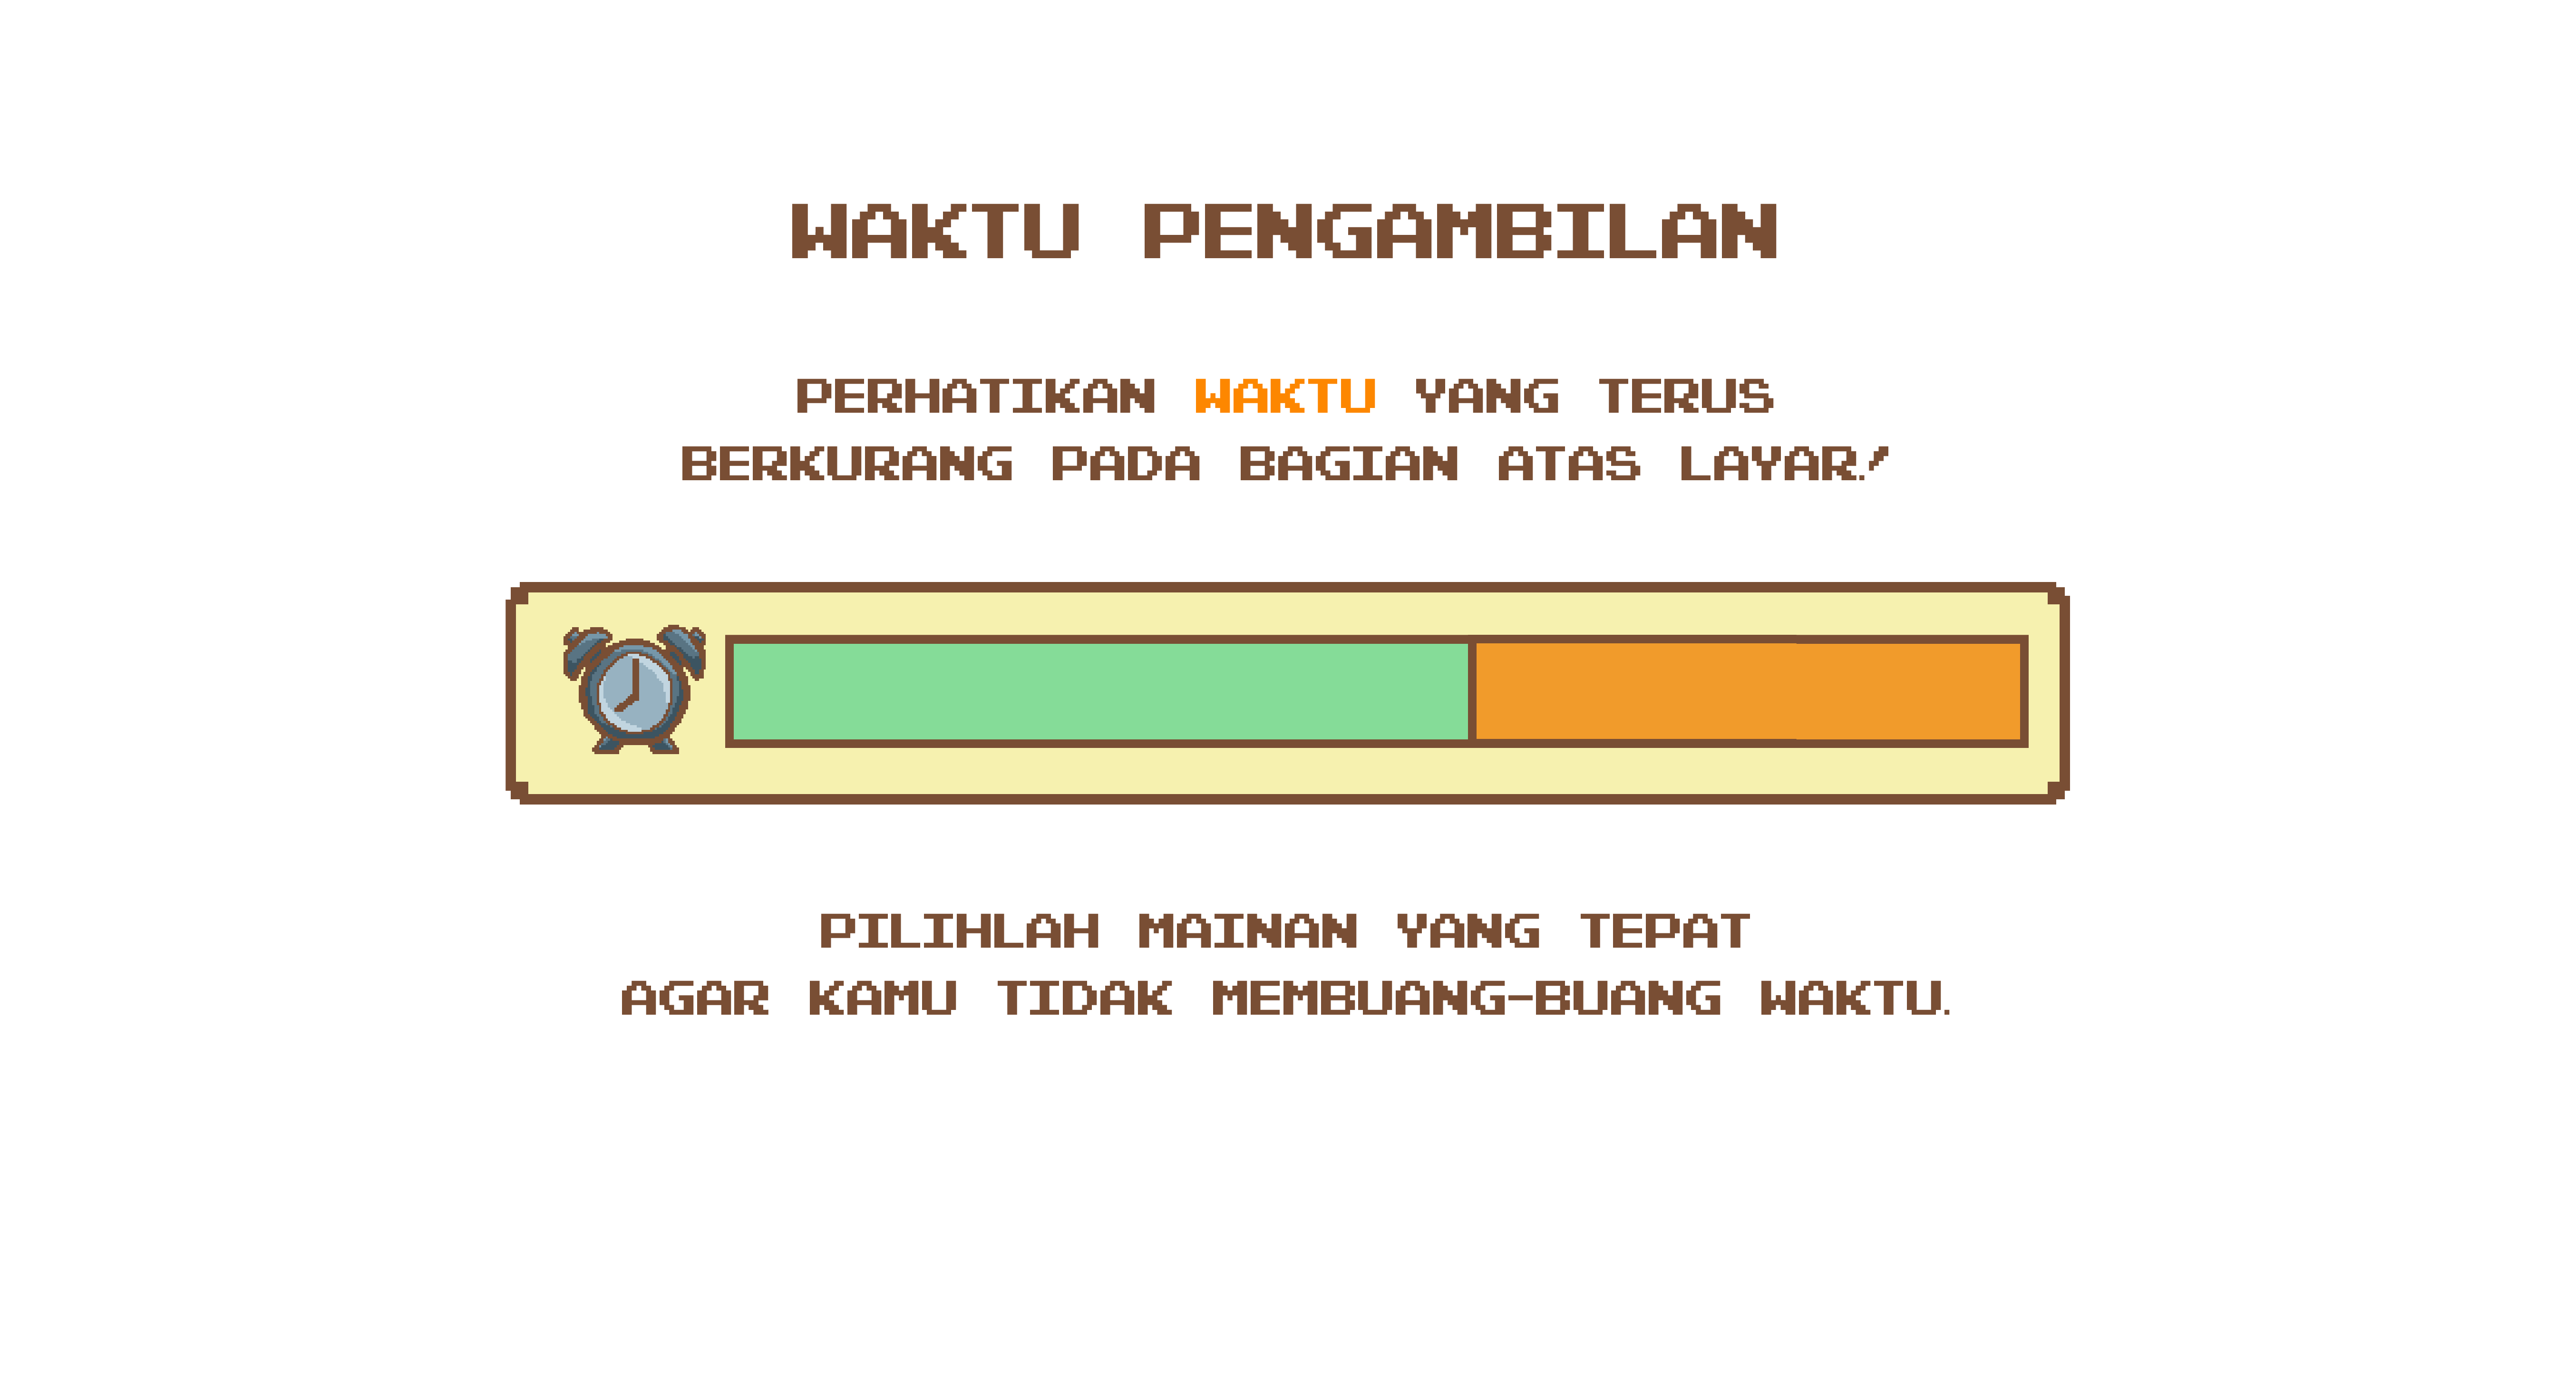 WAKTU PENGAMBILAN
PERHATIKAN WAKTU YANG TERUS
BERKURANG PADA BAGIAN ATAS LAYAR!
PILIHLAH MAINAN YANG TEPAT
AGAR KAMU TIDAK MEMBUANG-BUANG WAKTU.